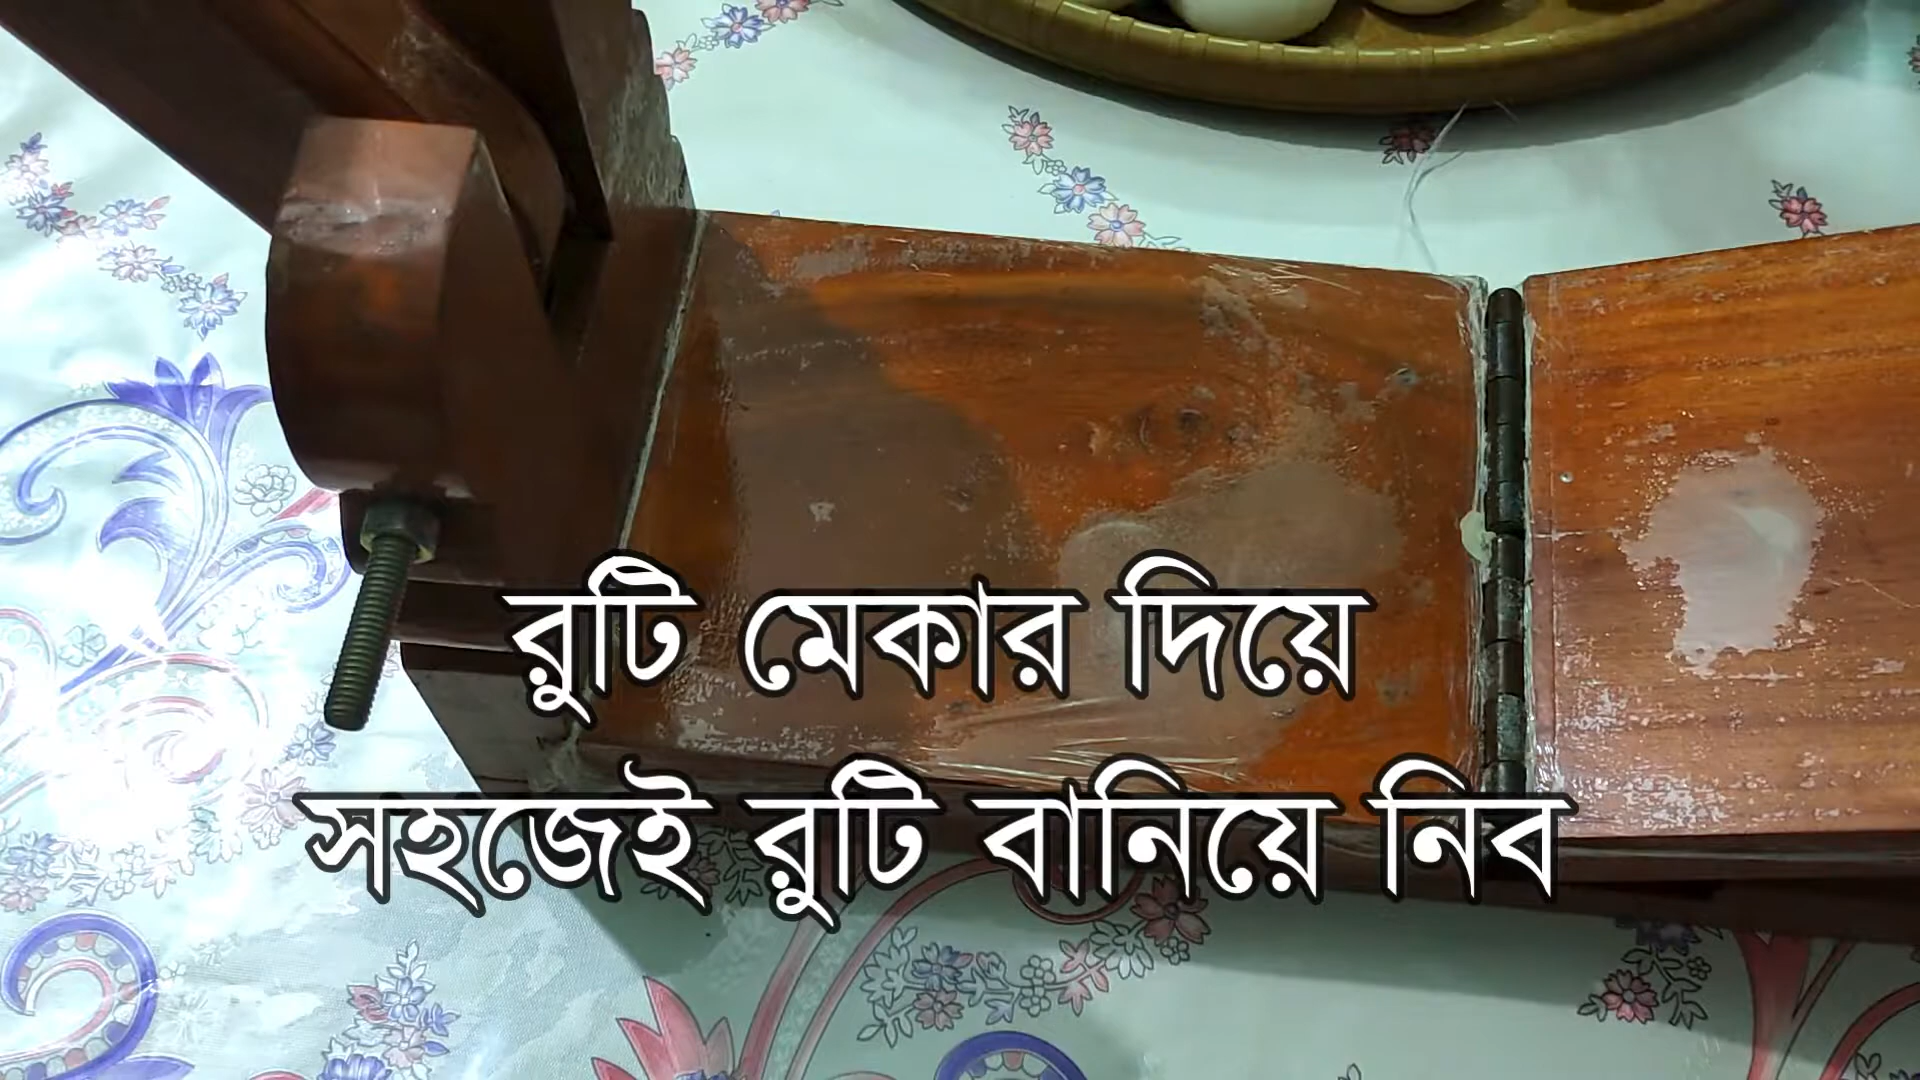 রুটি মেকার দিয়ে
সহজেই রুটি বানিয়ে নিব